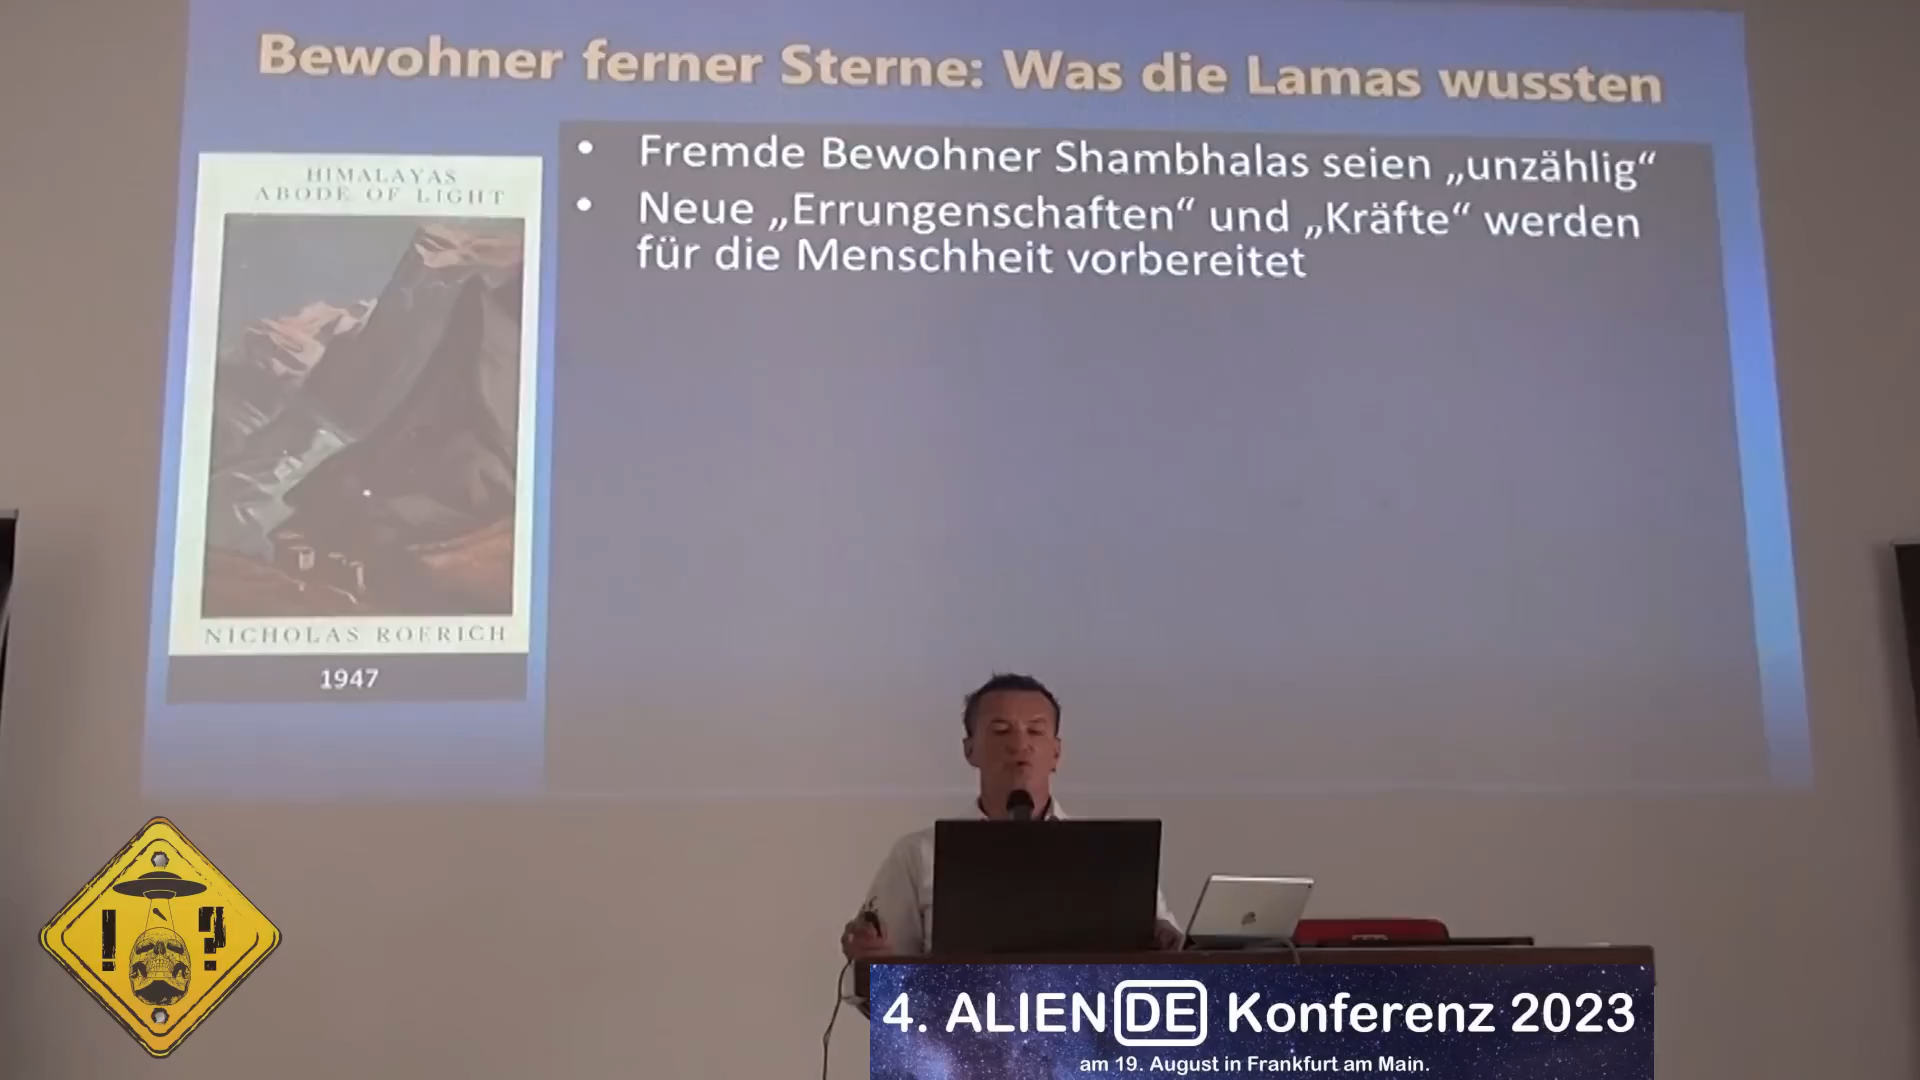 Bewohner ferner Sterne: Was die Lamas wussten
HIMALAYAS
ABODE OF LIGHT
NICHOLAS ROERICH
1947
• Fremde Bewohner Shambhalas seien „unzählig“
• Neue „Errungenschaften“ und „Kräfte“ werden
für die Menschheit vorbereitet
! ?
4. ALIEN DE Konferenz 2023
am 19. August in Frankfurt am Main.